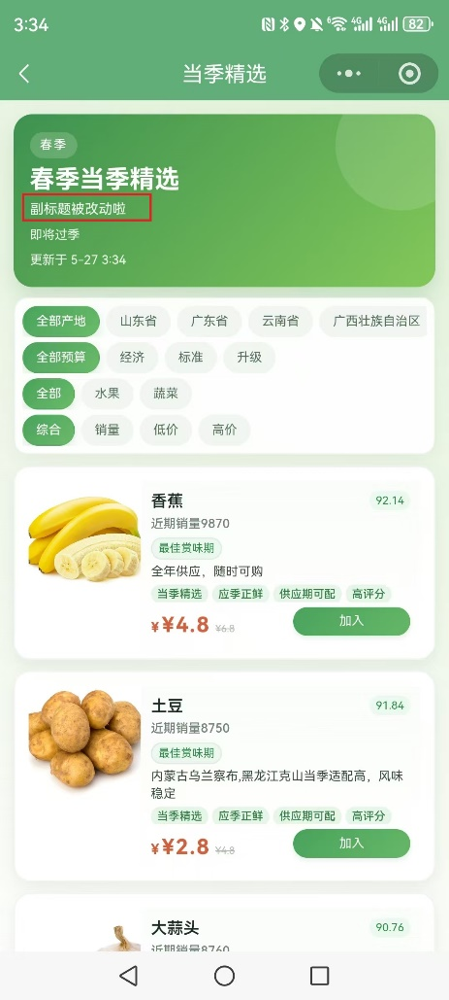 3:34
6 4G 4G 82
当季精选
春季
春季当季精选
副标题被改动啦
即将过季
更新于 5-27 3:34
全部产地 山东省 广东省 云南省 广西壮族自治区
全部预算 经济 标准 升级
全部 水果 蔬菜
综合 销量 低价 高价
香蕉 92.14
近期销量9870
最佳赏味期
全年供应，随时可购
当季精选 应季正鲜 供应期可配 高评分
¥¥4.8 ¥6.8 加入
土豆 91.84
近期销量8750
最佳赏味期
内蒙古乌兰察布,黑龙江克山当季适配高，风味
稳定
当季精选 应季正鲜 供应期可配 高评分
¥¥2.8 ¥4.8 加入
大蒜头 90.76
近期销量8760